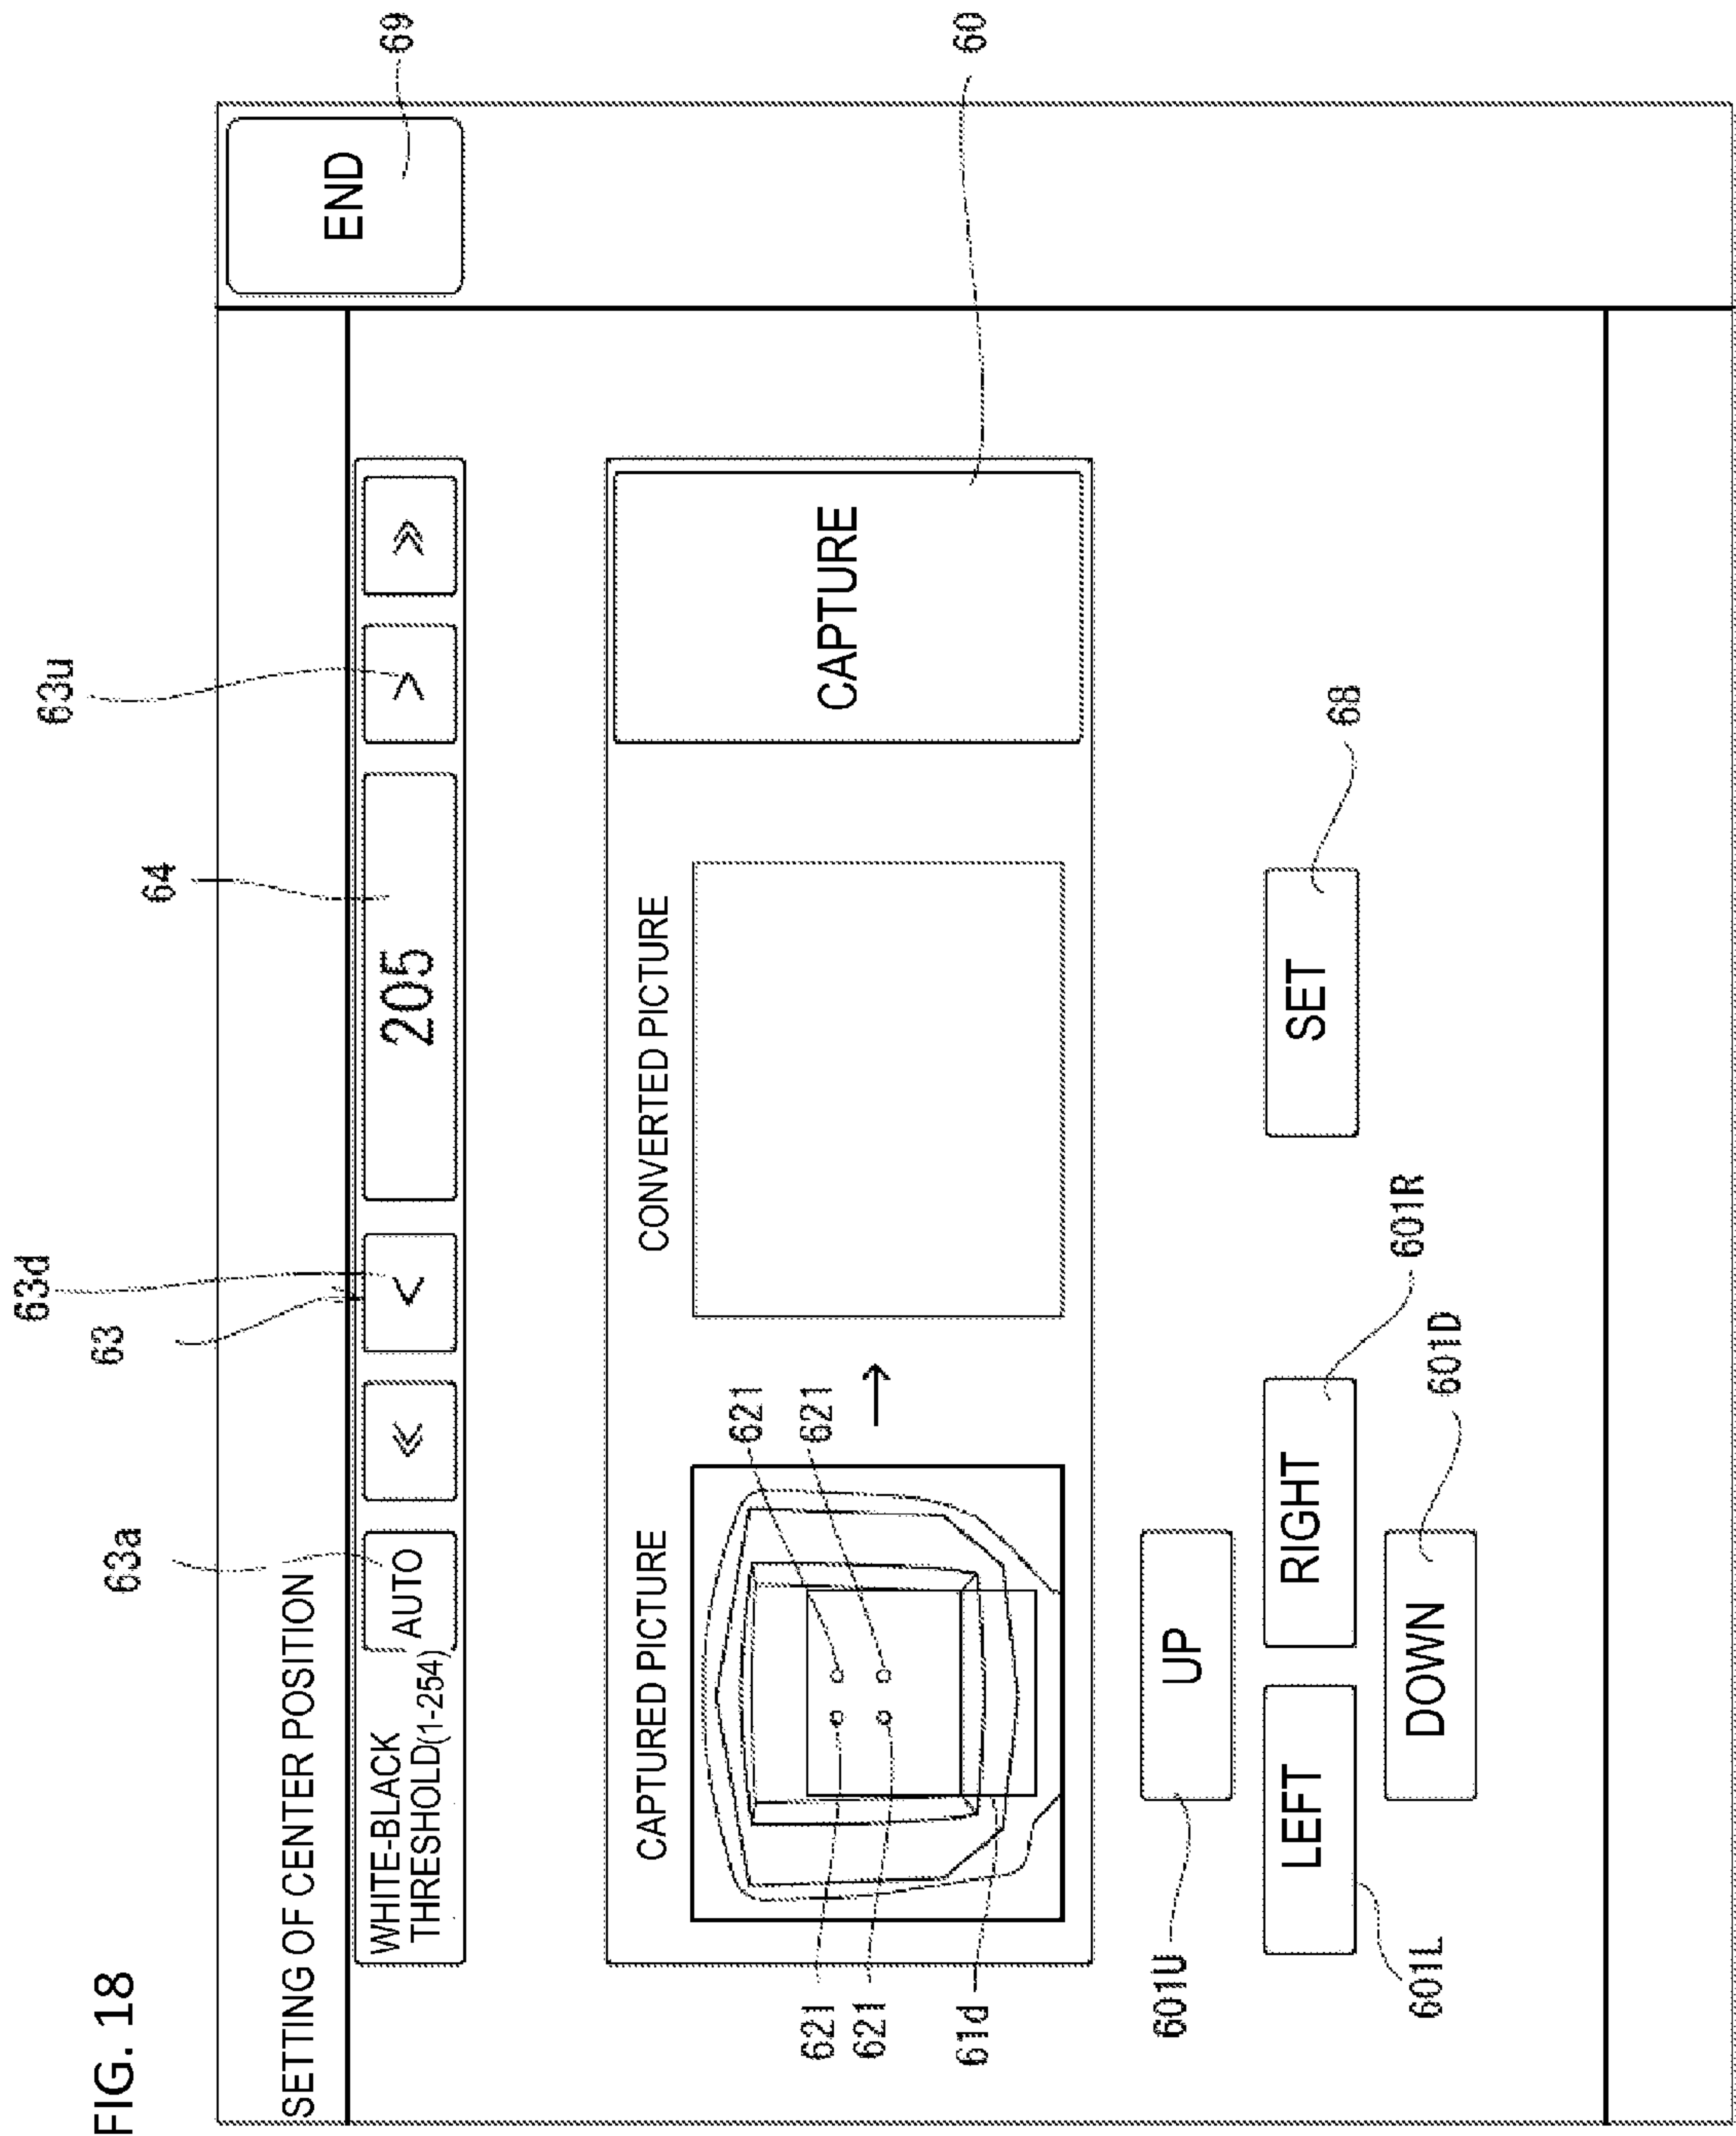 FIG. 18
63a
63
63d
64
63u
69
SETTING OF CENTER POSITION
END
WHITE-BLACK
THRESHOLD(1-254)
AUTO
≪
<
205
>
≫
CAPTURED PICTURE
CONVERTED PICTURE
CAPTURE
60
621
621
621
621
→
61d
601U
UP
LEFT
RIGHT
SET
68
601L
DOWN
601R
601D